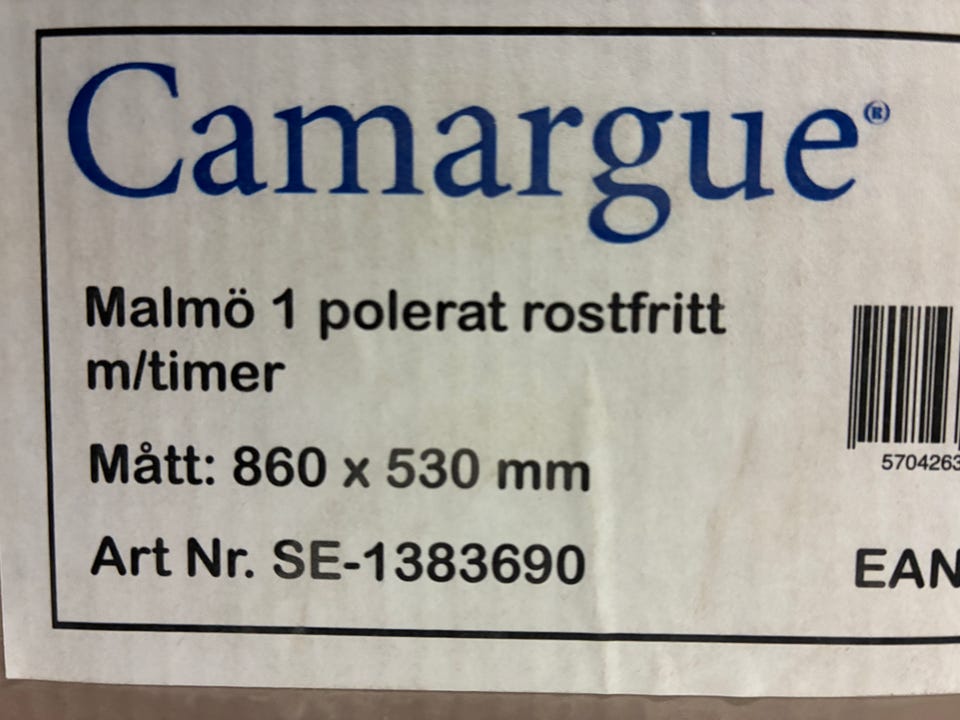 Camargue®
Malmö 1 polerat rostfritt
m/timer
Mått: 860 x 530 mm
5704263
Art Nr. SE-1383690
EAN